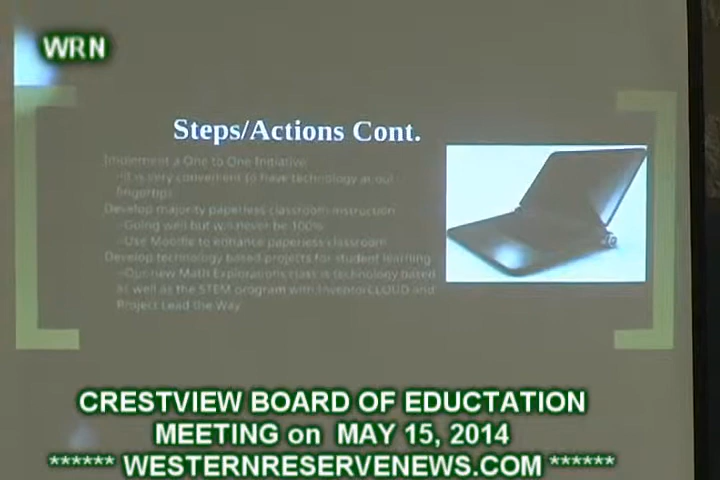 WRN
Steps/Actions Cont.
Implement a One to One Initiative
-It is very convenient to have technology at our
fingertips
Develop majority paperless classroom instruction
-Going well but will never be 100%
-Use Moodle to enhance paperless classroom
Develop technology based projects for student learning
-Our new Math Explorations class is technology based
as well as the STEM program with InventorCLOUD and
Project Lead the Way
CRESTVIEW BOARD OF EDUCTATION
MEETING on MAY 15, 2014
****** WESTERNRESERVENEWS.COM ******